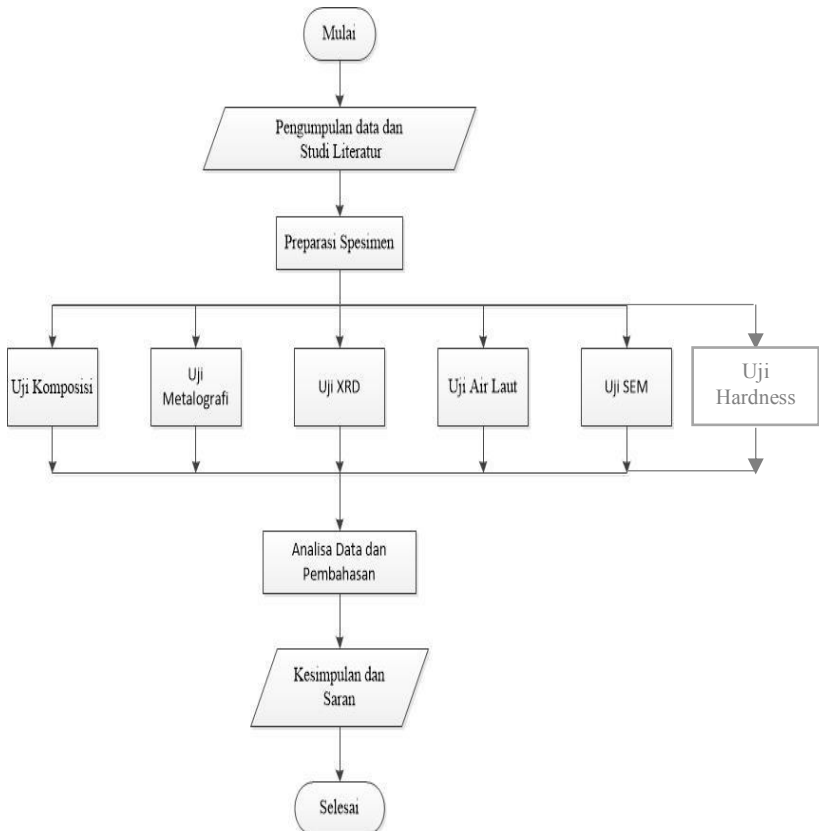 Mulai
Pengumpulan data dan
Studi Literatur
Preparasi Spesimen
Uji Komposisi
Uji
Metalografi
Uji XRD
Uji Air Laut
Uji SEM
Uji
Hardness
Analisa Data dan
Pembahasan
Kesimpulan dan
Saran
Selesai